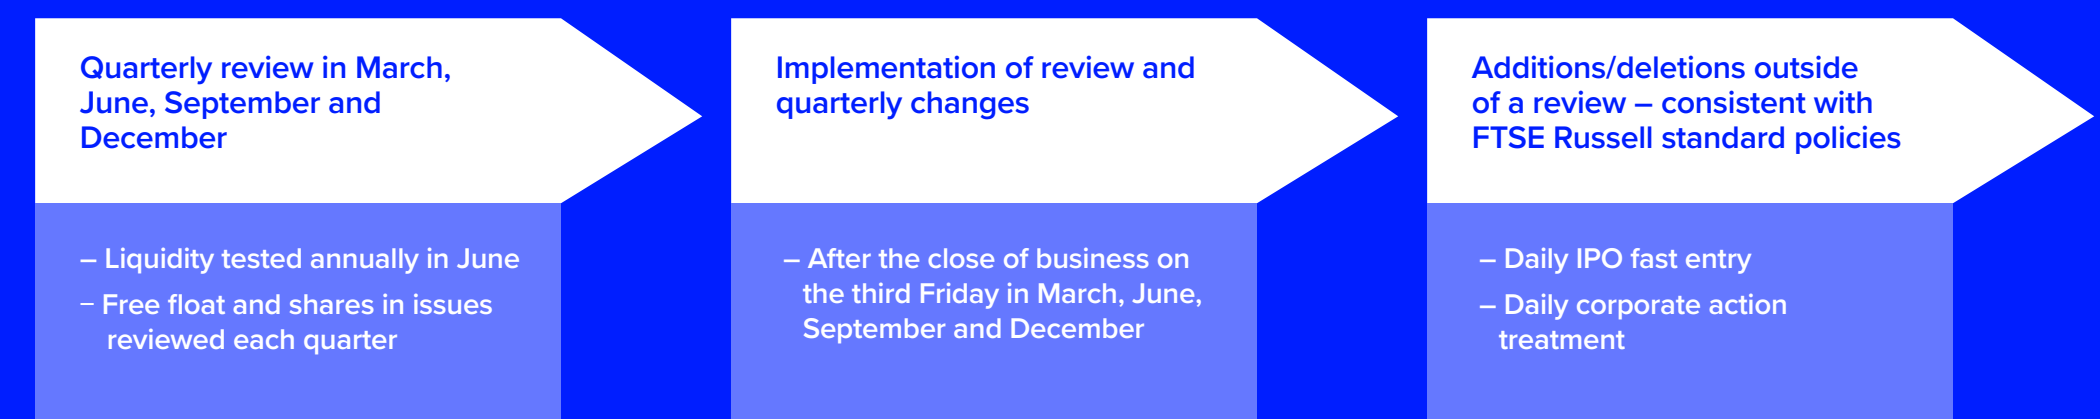 Quarterly review in March,
June, September and
December
– Liquidity tested annually in June
– Free float and shares in issues
reviewed each quarter
Implementation of review and
quarterly changes
– After the close of business on
the third Friday in March, June,
September and December
Additions/deletions outside
of a review – consistent with
FTSE Russell standard policies
– Daily IPO fast entry
– Daily corporate action
treatment